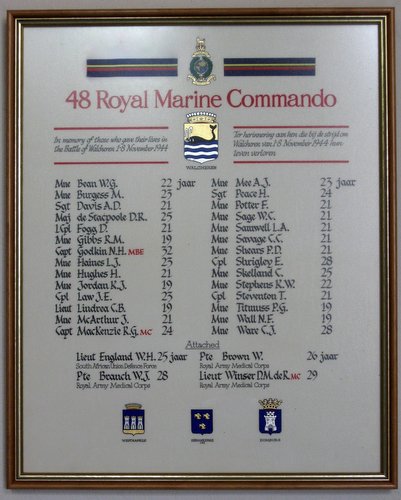 48 Royal Marine Commando
In memory of those who gave their lives in
the Battle of Walcheren 1-8 November 1944
Ter herinnering aan hen die bij de strijd om
Walcheren van 1-8 November 1944 hun
leven verloren
WALCHEREN
Mne Bean W.G. 22 jaar
Mne Burgess M. 23
Sgt Davis A.D. 21
Maj de Stacpoole D.R. 25
LCpl Fogg D. 21
Mne Gibbs R.M. 19
Capt Godkin N.H. MBE 32
Mne Haines L.J. 23
Mne Hughes H. 21
Mne Jordan K.J. 19
Cpl Law J.E. 23
Lieut Lindrea C.B. 19
Mne McArthur J. 21
Capt MacKenzie R.G. MC 24
Mne Mee A.J. 23 jaar
Sgt Peace H. 24
Mne Potter F. 21
Mne Sage W.C. 21
Mne Samwell L.A. 21
Mne Savage C.C. 21
Mne Shears P.D. 21
Cpl Shrigley E. 28
Mne Skelland C. 25
Mne Stephens K.W. 22
Cpl Steventon T. 21
Mne Titmuss P.G. 19
Mne Wall N.F. 19
Mne Ware C.J. 28
Attached
Lieut England W.H. 25 jaar
South African Union Defence Force
Pte Branch W.J. 28
Royal Army Medical Corps
Pte Brown W. 26 jaar
Royal Army Medical Corps
Lieut Winser D.M.de R. MC 29
Royal Army Medical Corps
WESTKAPELLE
DOMBURG